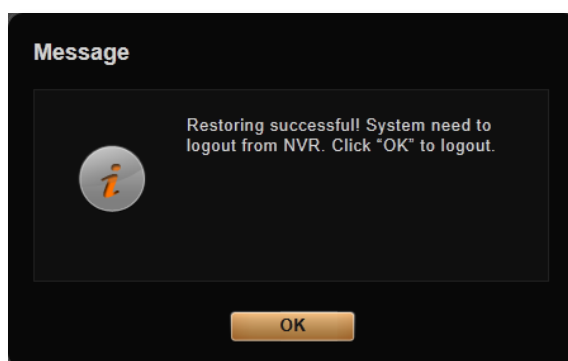 Message
Restoring successful! System need to
logout from NVR. Click "OK" to logout.
OK